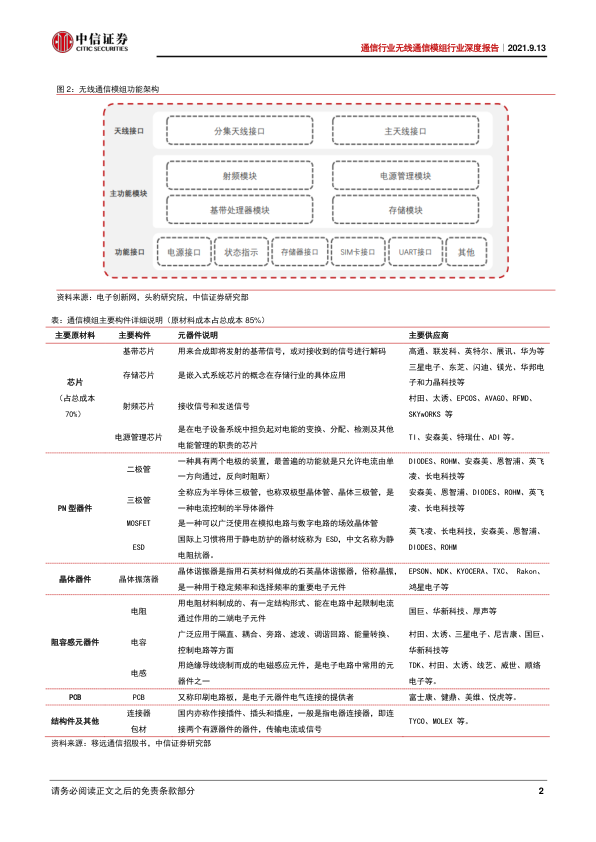 中信证券
CITIC SECURITIES
通信行业无线通信模组行业深度报告｜2021.9.13
图 2：无线通信模组功能架构
天线接口
分集天线接口
主天线接口
主功能模块
射频模块
电源管理模块
基带处理器模块
存储模块
功能接口
电源接口
状态指示
存储器接口
SIM卡接口
UART接口
其他
资料来源：电子创新网，头豹研究院，中信证券研究部
表：通信模组主要构件详细说明（原材料成本占总成本 85%）
主要原材料 主要构件 元器件说明 主要供应商
芯片
（占总成本
70%）
基带芯片 用来合成即将发射的基带信号，或对接收到的信号进行解码 高通、联发科、英特尔、展讯、华为等
存储芯片 是嵌入式系统芯片的概念在存储行业的具体应用
三星电子、东芝、闪迪、镁光、华邦电
子和力晶科技等
射频芯片 接收信号和发送信号
村田、太诱、EPCOS、AVAGO、RFMD、
SKYWORKS 等
电源管理芯片
是在电子设备系统中担负起对电能的变换、分配、检测及其他
电能管理的职责的芯片
TI、安森美、特瑞仕、ADI 等。
PN 型器件
二极管
一种具有两个电极的装置，最普遍的功能就是只允许电流由单
一方向通过，反向时阻断）
DIODES、ROHM、安森美、恩智浦、英飞
凌、长电科技等
三极管
全称应为半导体三极管，也称双极型晶体管、晶体三极管，是
一种电流控制的半导体器件
安森美、恩智浦、DIODES、ROHM、英飞
凌、长电科技等
MOSFET 是一种可以广泛使用在模拟电路与数字电路的场效晶体管
ESD
国际上习惯将用于静电防护的器材统称为 ESD，中文名称为静
电阻抗器。
英飞凌、长电科技，安森美、恩智浦、
DIODES、ROHM
晶体器件 晶体振荡器
晶体谐振器是指用石英材料做成的石英晶体谐振器，俗称晶振，
是一种用于稳定频率和选择频率的重要电子元件
EPSON、NDK、KYOCERA、TXC、 Rakon、
鸿星电子等
阻容感元器件
电阻
用电阻材料制成的、有一定结构形式、能在电路中起限制电流
通过作用的二端电子元件
国巨、华新科技、厚声等
电容
广泛应用于隔直、耦合、旁路、滤波、调谐回路、能量转换、
控制电路等方面
村田、太诱、三星电子、尼吉康、国巨、
华新科技等
电感
用绝缘导线绕制而成的电磁感应元件，是电子电路中常用的元
器件之一
TDK、村田、太诱、线艺、威世、顺络
电子等。
PCB PCB 又称印刷电路板，是电子元器件电气连接的提供者 富士康、健鼎、美维、悦虎等。
结构件及其他
连接器
包材
国内亦称作接插件、插头和插座，一般是指电器连接器，即连
接两个有源器件的器件，传输电流或信号
TYCO、MOLEX 等。
资料来源：移远通信招股书，中信证券研究部
请务必阅读正文之后的免责条款部分
2